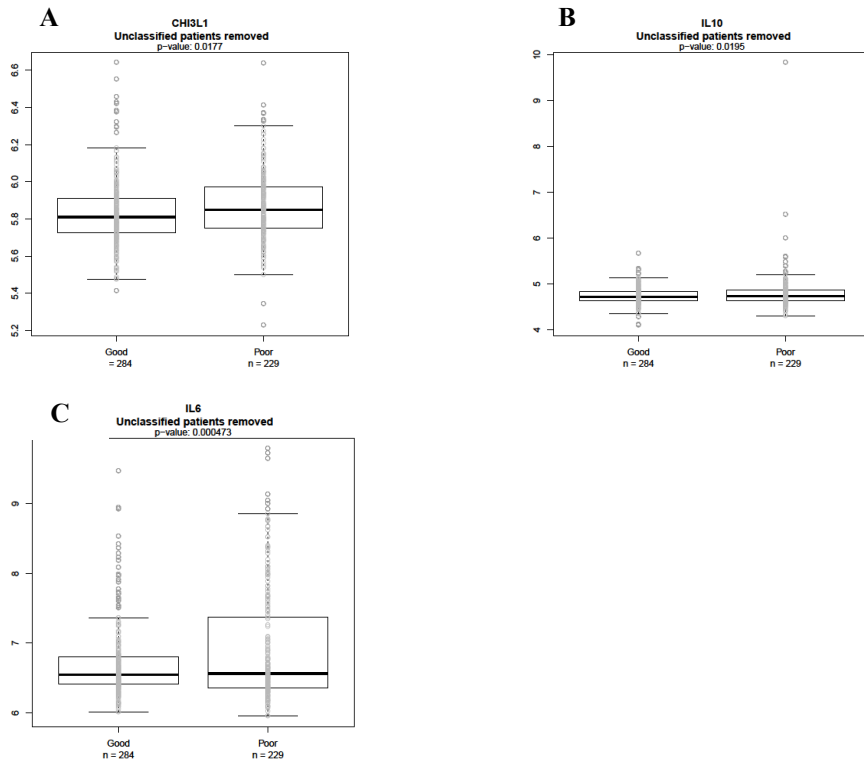 A
CHI3L1
Unclassified patients removed
p-value: 0.0177
6.6
6.4
6.2
6.0
5.8
5.6
5.4
5.2
Good
Poor
= 284
n = 229
B
IL10
Unclassified patients removed
p-value: 0.0195
10
9
8
7
6
5
4
Good
Poor
n = 284
n = 229
C
IL6
Unclassified patients removed
p-value: 0.000473
9
8
7
6
Good
Poor
n = 284
n = 229